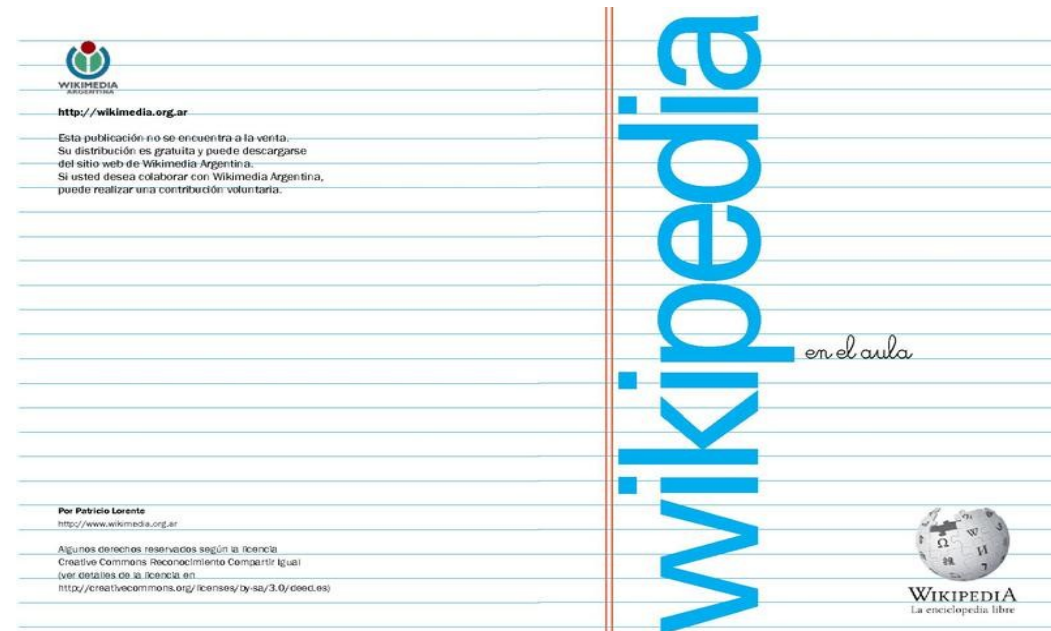 WIKIMEDIA
ARGENTINA
http://wikimedia.org.ar
Esta publicación no se encuentra a la venta.
Su distribución es gratuita y puede descargarse
del sitio web de Wikimedia Argentina.
Si usted desea colaborar con Wikimedia Argentina,
puede realizar una contribución voluntaria.
Por Patricio Lorente
http://www.wikimedia.org.ar
Algunos derechos reservados según la licencia
Creative Commons Reconocimiento Compartir Igual
(ver detalles de la licencia en
http://creativecommons.org/licenses/by-sa/3.0/deed.es)
wikipedia
en el aula
Ω W И
WIKIPEDIA
La enciclopedia libre